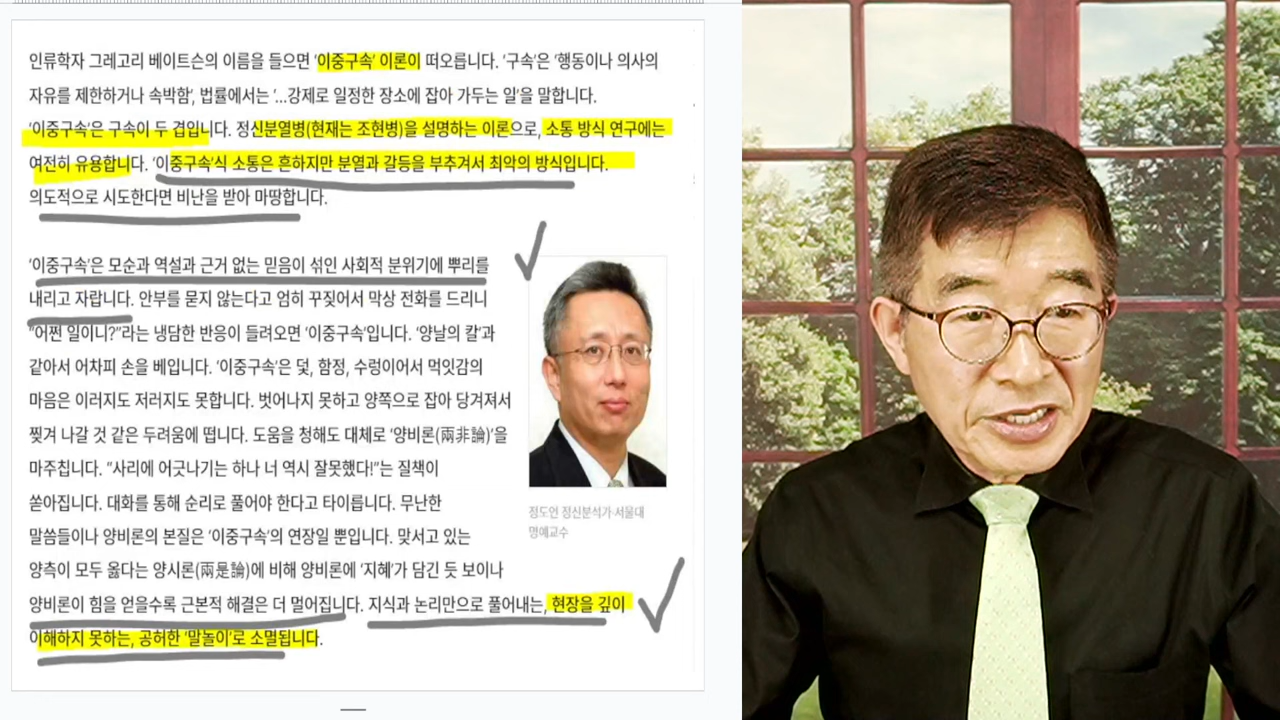 인류학자 그레고리 베이트슨의 이름을 들으면 '이중구속' 이론이 떠오릅니다. '구속'은 '행동이나 의사의
자유를 제한하거나 속박함', 법률에서는 '...강제로 일정한 장소에 잡아 가두는 일'을 말합니다.
'이중구속'은 구속이 두 겹입니다. 정신분열병(현재는 조현병)을 설명하는 이론으로, 소통 방식 연구에는
여전히 유용합니다. '이중구속'식 소통은 흔하지만 분열과 갈등을 부추겨서 최악의 방식입니다.
의도적으로 시도한다면 비난을 받아 마땅합니다.
'이중구속'은 모순과 역설과 근거 없는 믿음이 섞인 사회적 분위기에 뿌리를
내리고 자랍니다. 안부를 묻지 않는다고 엄히 꾸짖어서 막상 전화를 드리니
"어쩐 일이니?"라는 냉담한 반응이 들려오면 '이중구속'입니다. '양날의 칼'과
같아서 어차피 손을 베입니다. '이중구속'은 덫, 함정, 수렁이어서 먹잇감의
마음은 이러지도 저러지도 못합니다. 벗어나지 못하고 양쪽으로 잡아 당겨져서
찢겨 나갈 것 같은 두려움에 떱니다. 도움을 청해도 대체로 '양비론(兩非論)'을
마주칩니다. "사리에 어긋나기는 하나 너 역시 잘못했다!"는 질책이
쏟아집니다. 대화를 통해 순리로 풀어야 한다고 타이릅니다. 무난한
말씀들이나 양비론의 본질은 '이중구속'의 연장일 뿐입니다. 맞서고 있는
양측이 모두 옳다는 양시론(兩是論)에 비해 양비론에 '지혜'가 담긴 듯 보이나
양비론이 힘을 얻을수록 근본적 해결은 더 멀어집니다. 지식과 논리만으로 풀어내는, 현장을 깊이
이해하지 못하는, 공허한 '말놀이'로 소멸됩니다.
정도언 정신분석가·서울대
명예교수